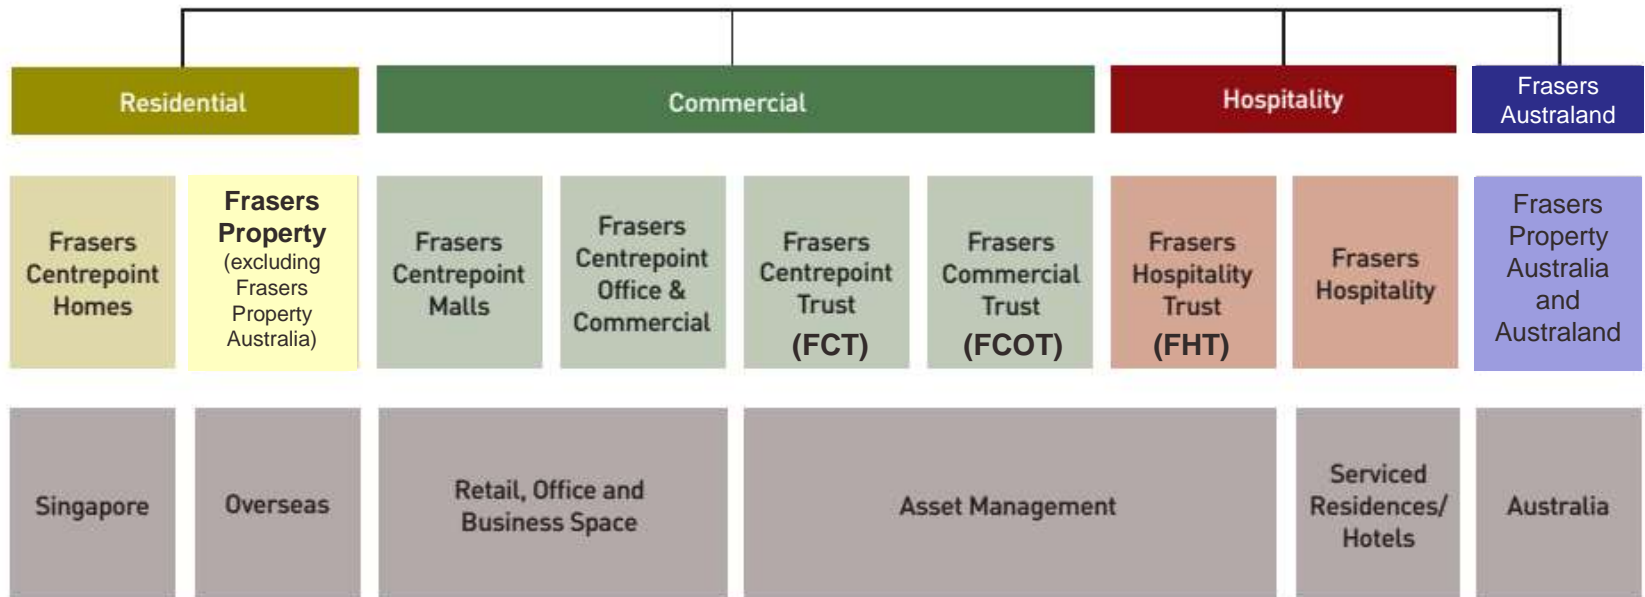 Residential
Commercial
Hospitality
Frasers
Australand
Frasers
Centrepoint
Homes
Frasers
Property
(excluding
Frasers
Property
Australia)
Frasers
Centrepoint
Malls
Frasers
Centrepoint
Office &
Commercial
Frasers
Centrepoint
Trust
(FCT)
Frasers
Commercial
Trust
(FCOT)
Frasers
Hospitality
Trust
(FHT)
Frasers
Hospitality
Frasers
Property
Australia
and
Australand
Singapore
Overseas
Retail, Office and
Business Space
Asset Management
Serviced
Residences/
Hotels
Australia